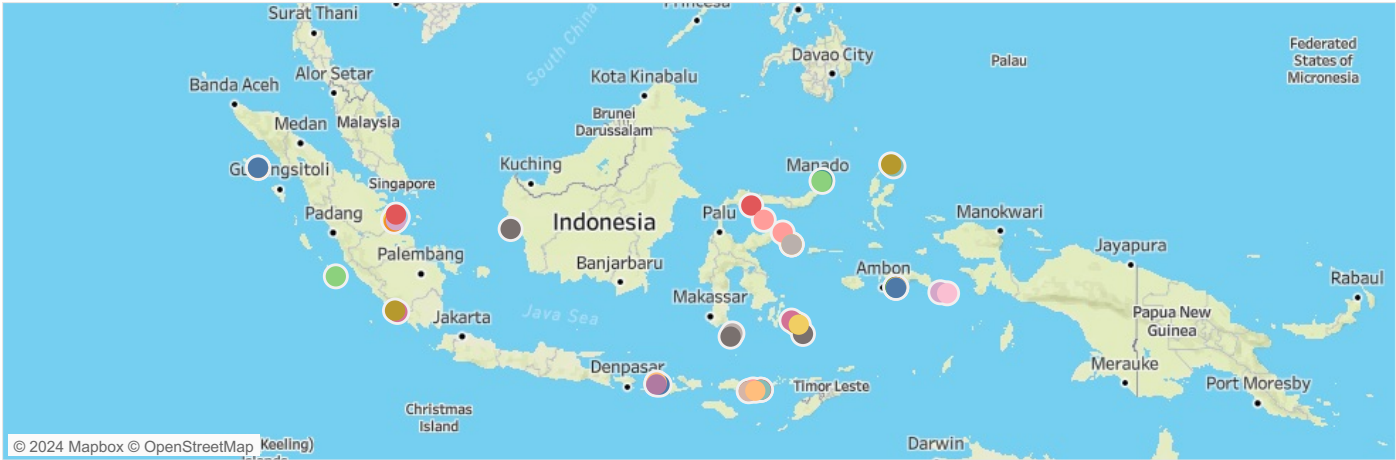 Surat Thani
Princesa
Davao City
Palau
Federated
States of
Micronesia
Alor Setar
Banda Aceh
Kota Kinabalu
South China
Medan
Malaysia
Brunei
Darussalam
Kuching
Manado
Singapore
Padang
Indonesia
Palu
Manokwari
Palembang
Banjarbaru
Ambon
Jayapura
Rabaul
Makassar
Jakarta
Java Sea
Papua New
Guinea
Denpasar
Timor Leste
Merauke
Port Moresby
Christmas
Island
Darwin
Keeling)
© 2024 Mapbox © OpenStreetMap